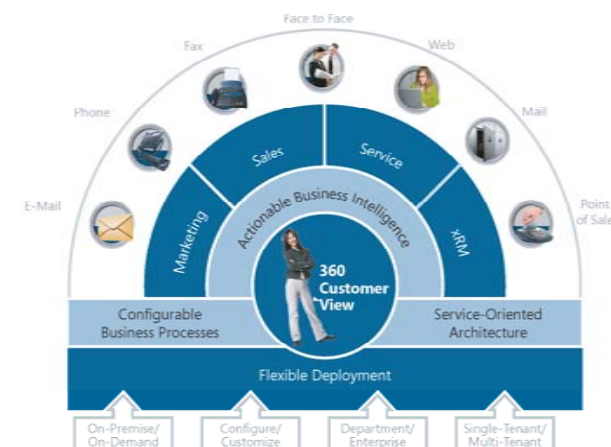 Face to Face
Fax
Web
Phone
Mail
E-Mail
Point
of Sale
Sales
Service
Marketing
xRM
Actionable Business Intelligence
360
Customer
View
Configurable
Business Processes
Service-Oriented
Architecture
Flexible Deployment
On-Premise/
On-Demand
Configure/
Customize
Department/
Enterprise
Single-Tenant/
Multi-Tenant